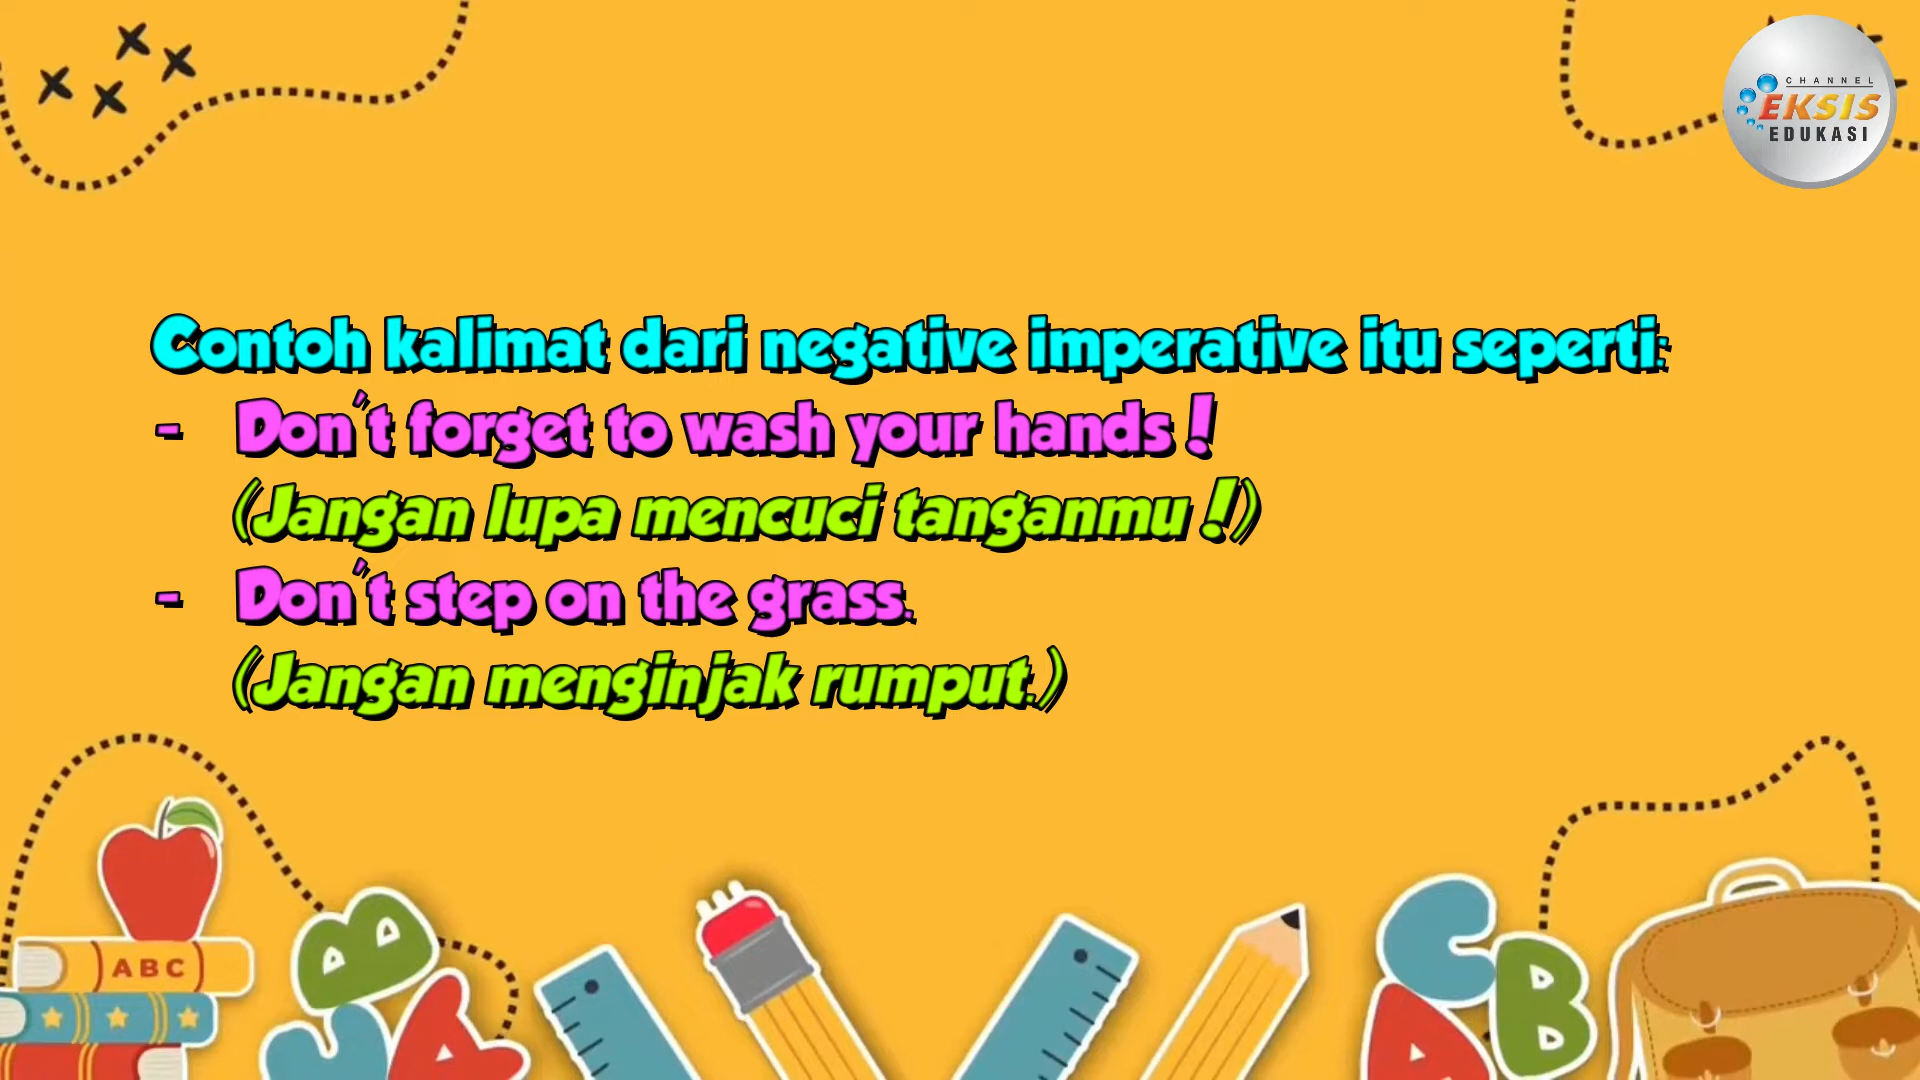 CHANNEL
EKSIS
EDUKASI
Contoh kalimat dari negative imperative itu seperti:
- Don't forget to wash your hands!
(Jangan lupa mencuci tanganmu!)
- Don't step on the grass.
(Jangan menginjak rumput.)
ABC
B
C
A
C
B
A